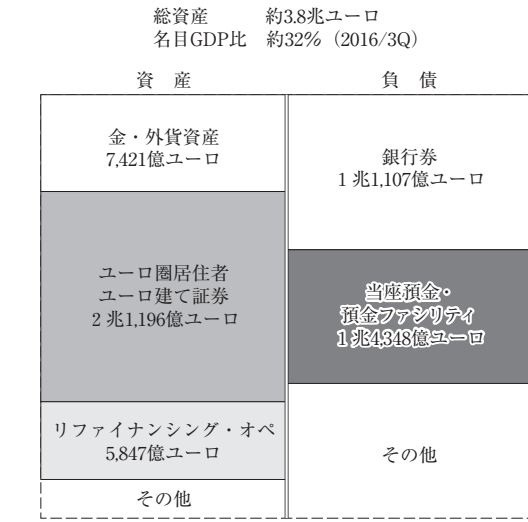 総資産 約3.8兆ユーロ
名目GDP比 約32%（2016/3Q）
資 産
金・外貨資産
7,421億ユーロ
ユーロ圏居住者
ユーロ建て証券
2 兆1,196億ユーロ
リファイナンシング・オペ
5,847億ユーロ
その他
負 債
銀行券
1 兆1,107億ユーロ
当座預金・
預金ファシリティ
1 兆4,348億ユーロ
その他